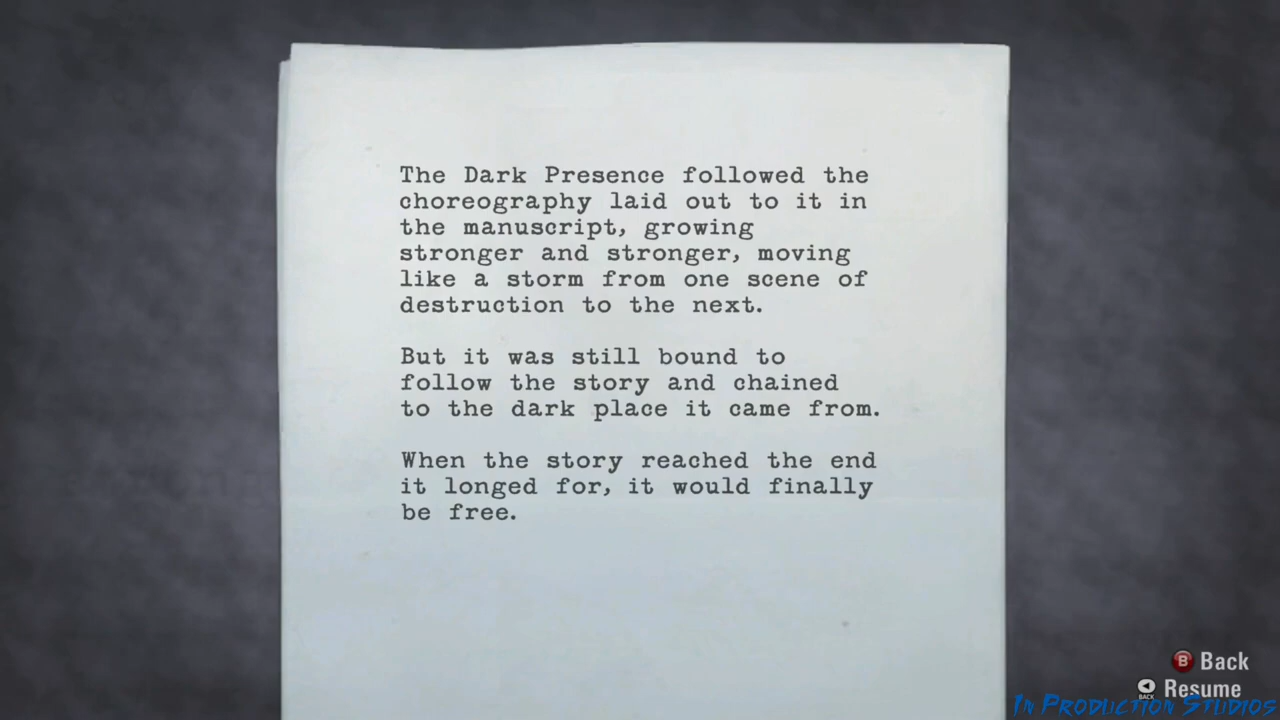 The Dark Presence followed the
choreography laid out to it in
the manuscript, growing
stronger and stronger, moving
like a storm from one scene of
destruction to the next.
But it was still bound to
follow the story and chained
to the dark place it came from.
When the story reached the end
it longed for, it would finally
be free.
B Back
BACK Resume
In Production Studios